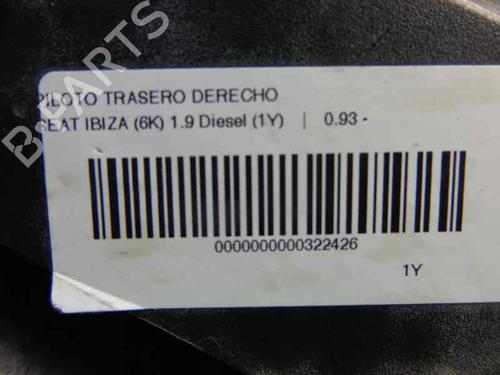 PILOTO TRASERO DERECHO
SEAT IBIZA (6K) 1.9 Diesel (1Y) | 0.93 -
0000000000322426
1Y
PARTS